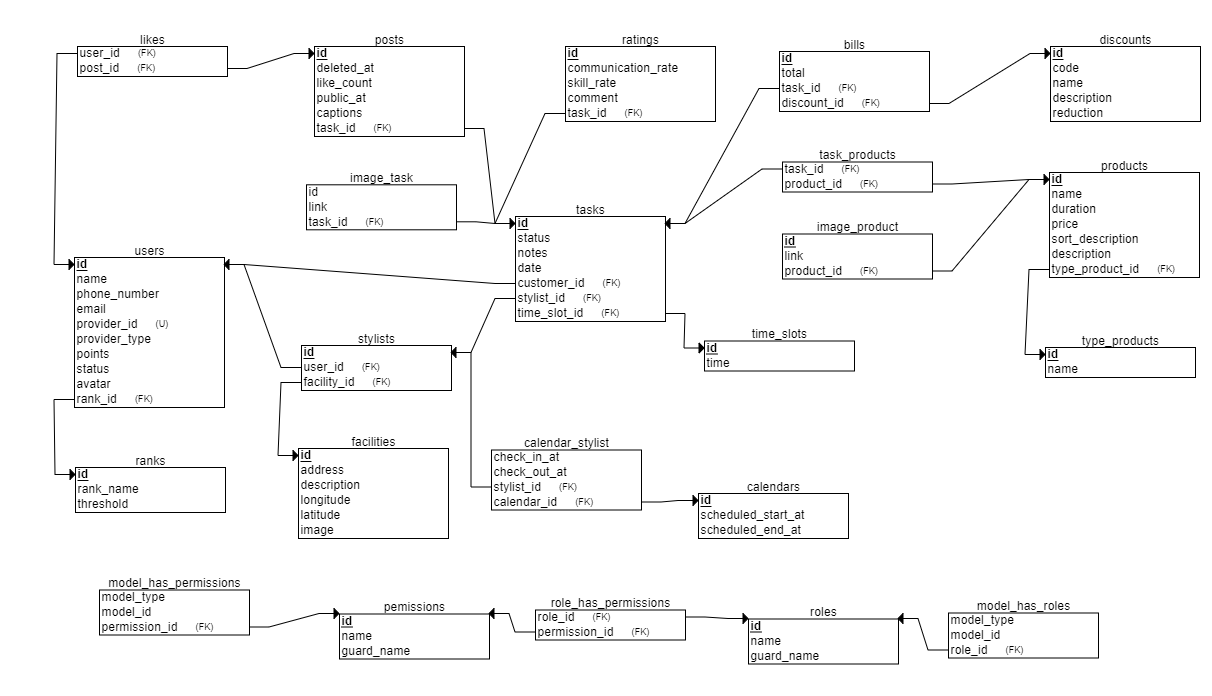 likes
user_id (FK)
post_id (FK)
posts
id
deleted_at
like_count
public_at
captions
task_id (FK)
ratings
id
communication_rate
skill_rate
comment
task_id (FK)
bills
id
total
task_id (FK)
discount_id (FK)
discounts
id
code
name
description
reduction
image_task
id
link
task_id (FK)
tasks
id
status
notes
date
customer_id (FK)
stylist_id (FK)
time_slot_id (FK)
task_products
task_id (FK)
product_id (FK)
image_product
id
link
product_id (FK)
products
id
name
duration
price
sort_description
description
type_product_id (FK)
users
id
name
phone_number
email
provider_id (U)
provider_type
points
status
avatar
rank_id (FK)
stylists
id
user_id (FK)
facility_id (FK)
time_slots
id
time
type_products
id
name
ranks
id
rank_name
threshold
facilities
id
address
description
longitude
latitude
image
calendar_stylist
check_in_at
check_out_at
stylist_id (FK)
calendar_id (FK)
calendars
id
scheduled_start_at
scheduled_end_at
model_has_permissions
model_type
model_id
permission_id (FK)
pemissions
id
name
guard_name
role_has_permissions
role_id (FK)
permission_id (FK)
roles
id
name
guard_name
model_has_roles
model_type
model_id
role_id (FK)